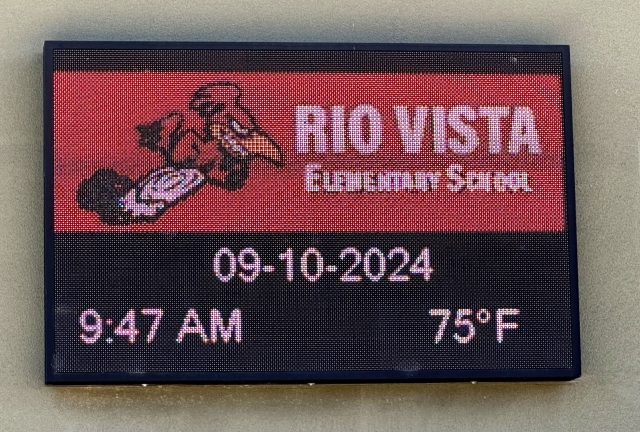 RIO VISTA
ELEMENTARY SCHOOL
09-10-2024
9:47 AM 75°F